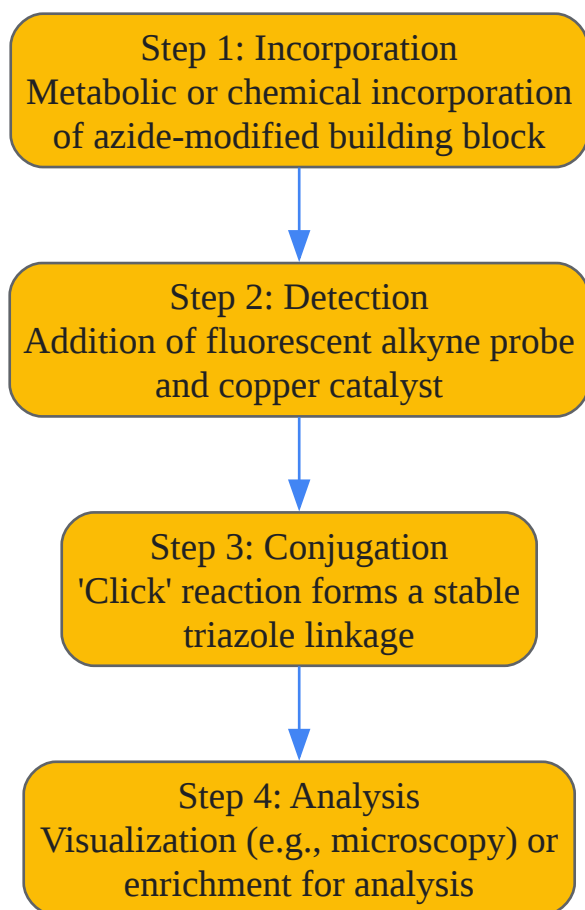 Step 1: Incorporation
Metabolic or chemical incorporation
of azide-modified building block
Step 2: Detection
Addition of fluorescent alkyne probe
and copper catalyst
Step 3: Conjugation
'Click' reaction forms a stable
triazole linkage
Step 4: Analysis
Visualization (e.g., microscopy) or
enrichment for analysis